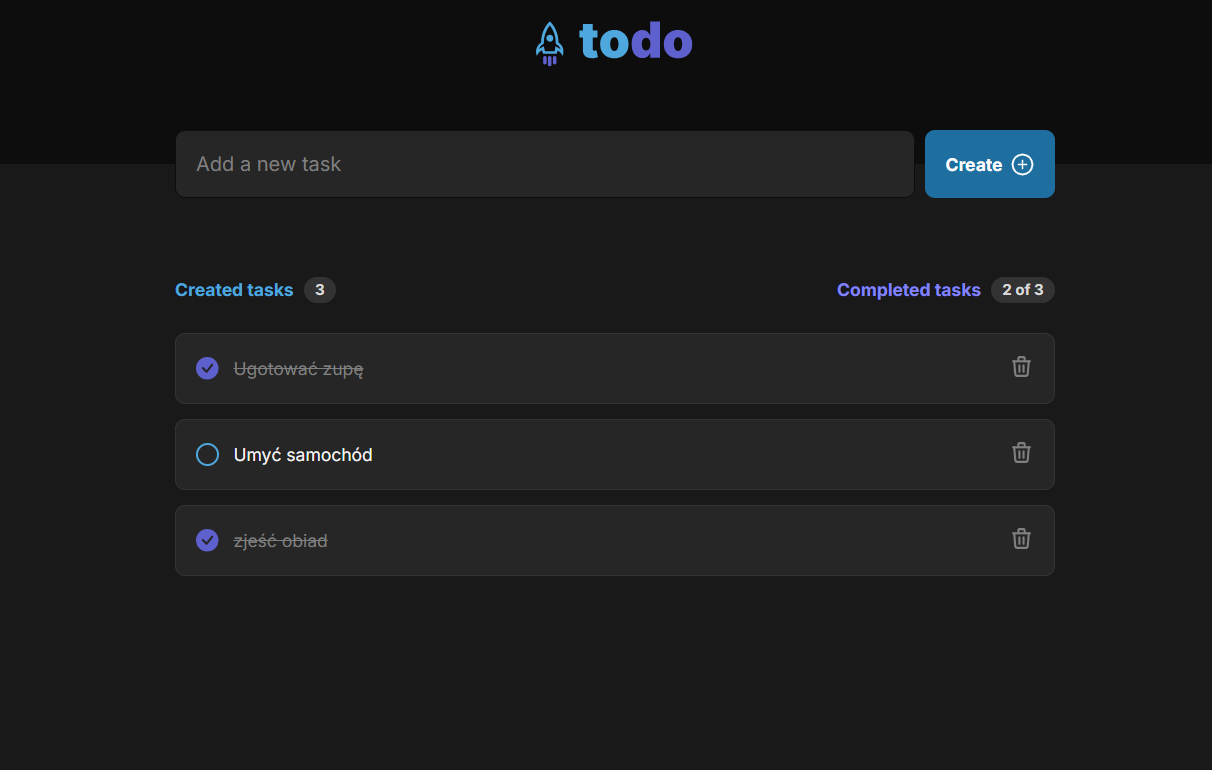 todo
Add a new task
Create
Created tasks 3
Completed tasks 2 of 3
Ugotować zupę
Umyć samochód
zjeść obiad